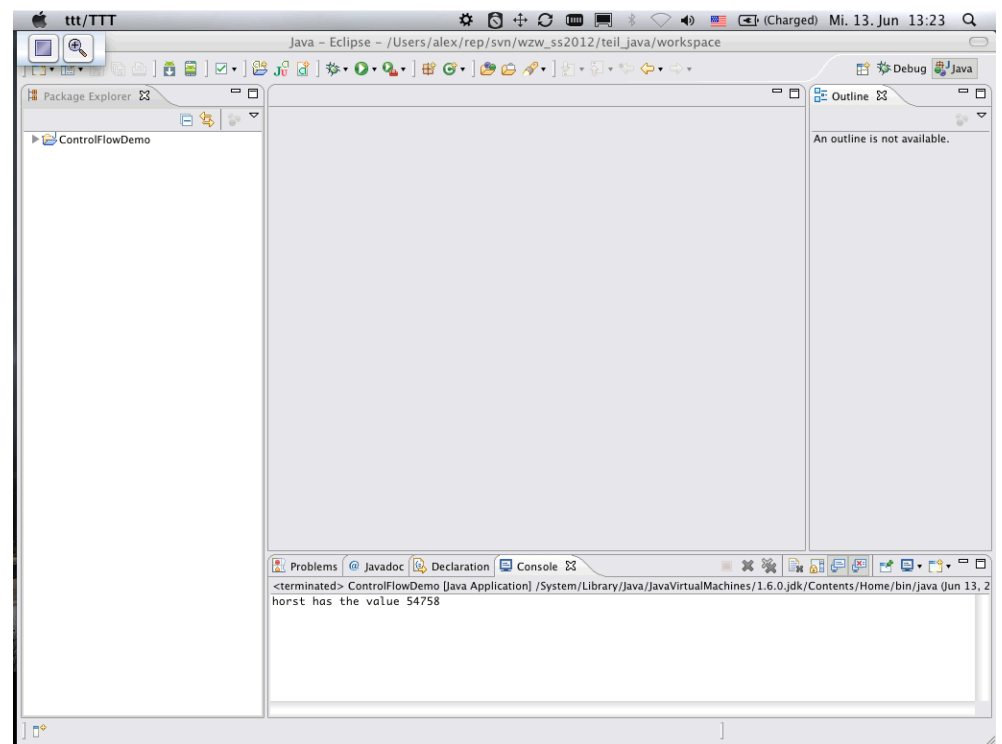 ttt/TTT (Charged) Mi. 13. Jun 13:23
Java – Eclipse – /Users/alex/rep/svn/wzw_ss2012/teil_java/workspace
Debug Java
Package Explorer
Outline
ControlFlowDemo
An outline is not available.
Problems @ Javadoc Declaration Console
<terminated> ControlFlowDemo [Java Application] /System/Library/Java/JavaVirtualMachines/1.6.0.jdk/Contents/Home/bin/java (Jun 13, 2
horst has the value 54758